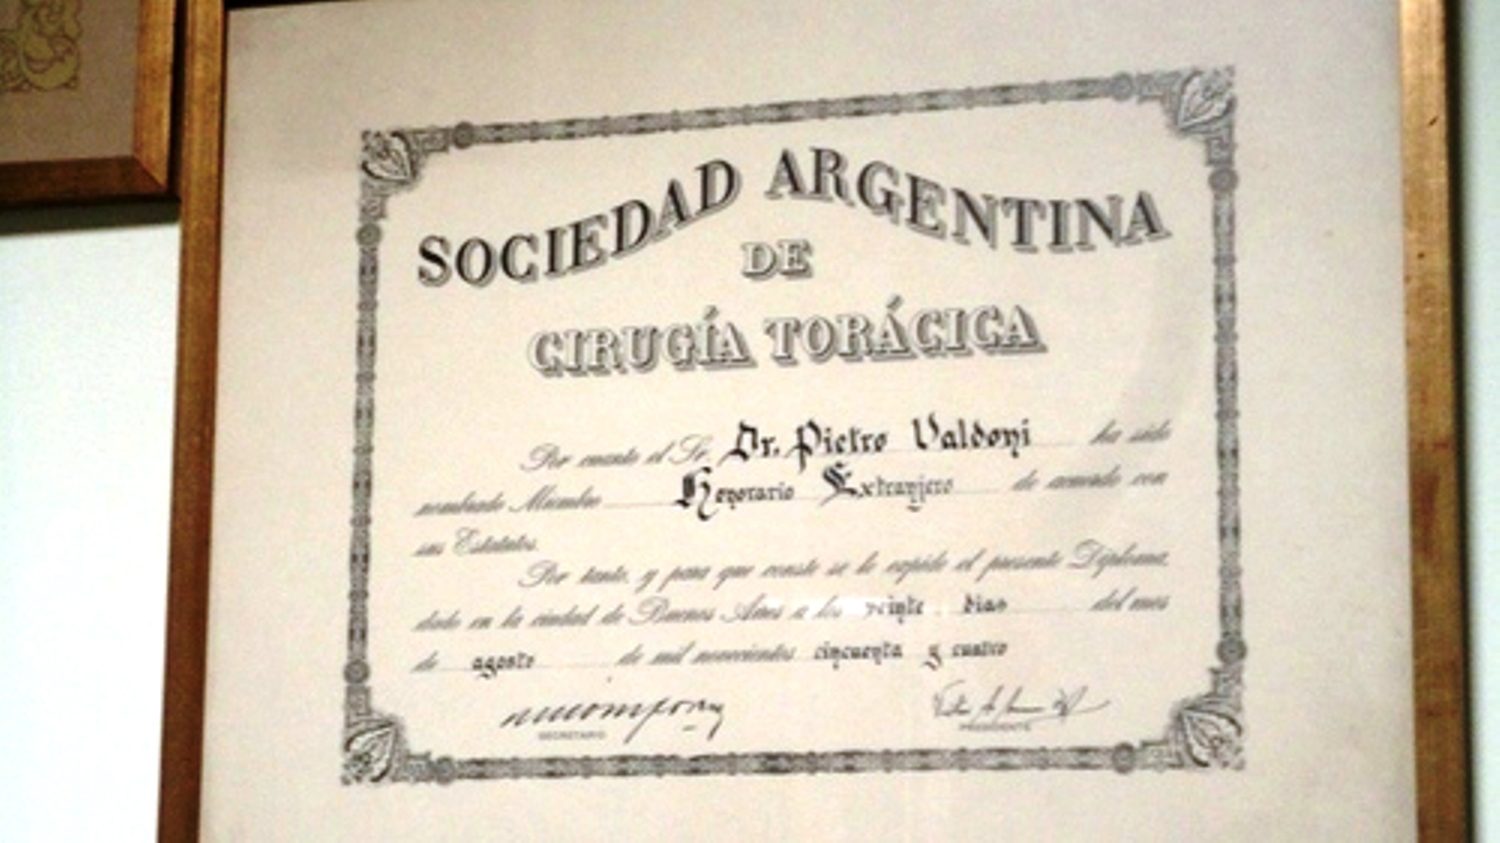 SOCIEDAD ARGENTINA
DE
CIRUGÍA TORÁCICA
Por cuanto el Sr. Dr. Pietro Valdoni ha sido
nombrado Miembro Honorario Extranjero de acuerdo con
sus Estatutos.
Por tanto, y para que conste se le expide el presente Diploma,
dado en la ciudad de Buenos Aires a los veinte dias del mes
de agosto de mil novecientos cincuenta y cuatro
SECRETARIO
PRESIDENTE